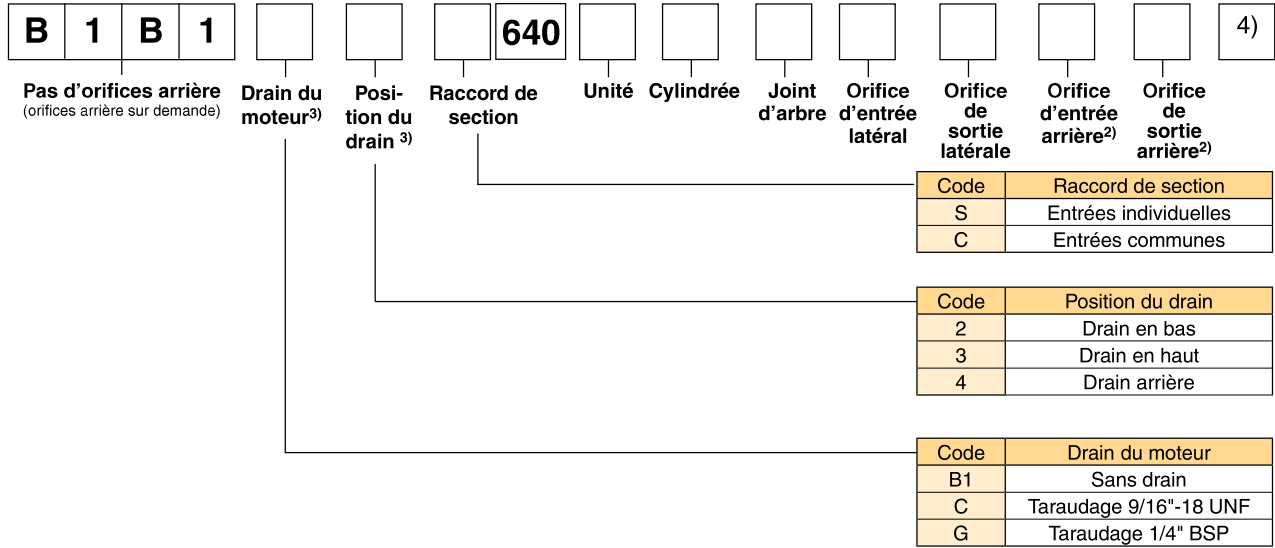 B 1 B 1 640 4)
Pas d'orifices arrière
(orifices arrière sur demande)
Drain du
moteur3)
Posi-
tion du
drain 3)
Raccord de
section
Unité
Cylindrée
Joint
d'arbre
Orifice
d'entrée
latéral
Orifice
de
sortie
latérale
Orifice
d'entrée
arrière2)
Orifice
de
sortie
arrière2)
Code Raccord de section
S Entrées individuelles
C Entrées communes
Code Position du drain
2 Drain en bas
3 Drain en haut
4 Drain arrière
Code Drain du moteur
B1 Sans drain
C Taraudage 9/16"-18 UNF
G Taraudage 1/4" BSP